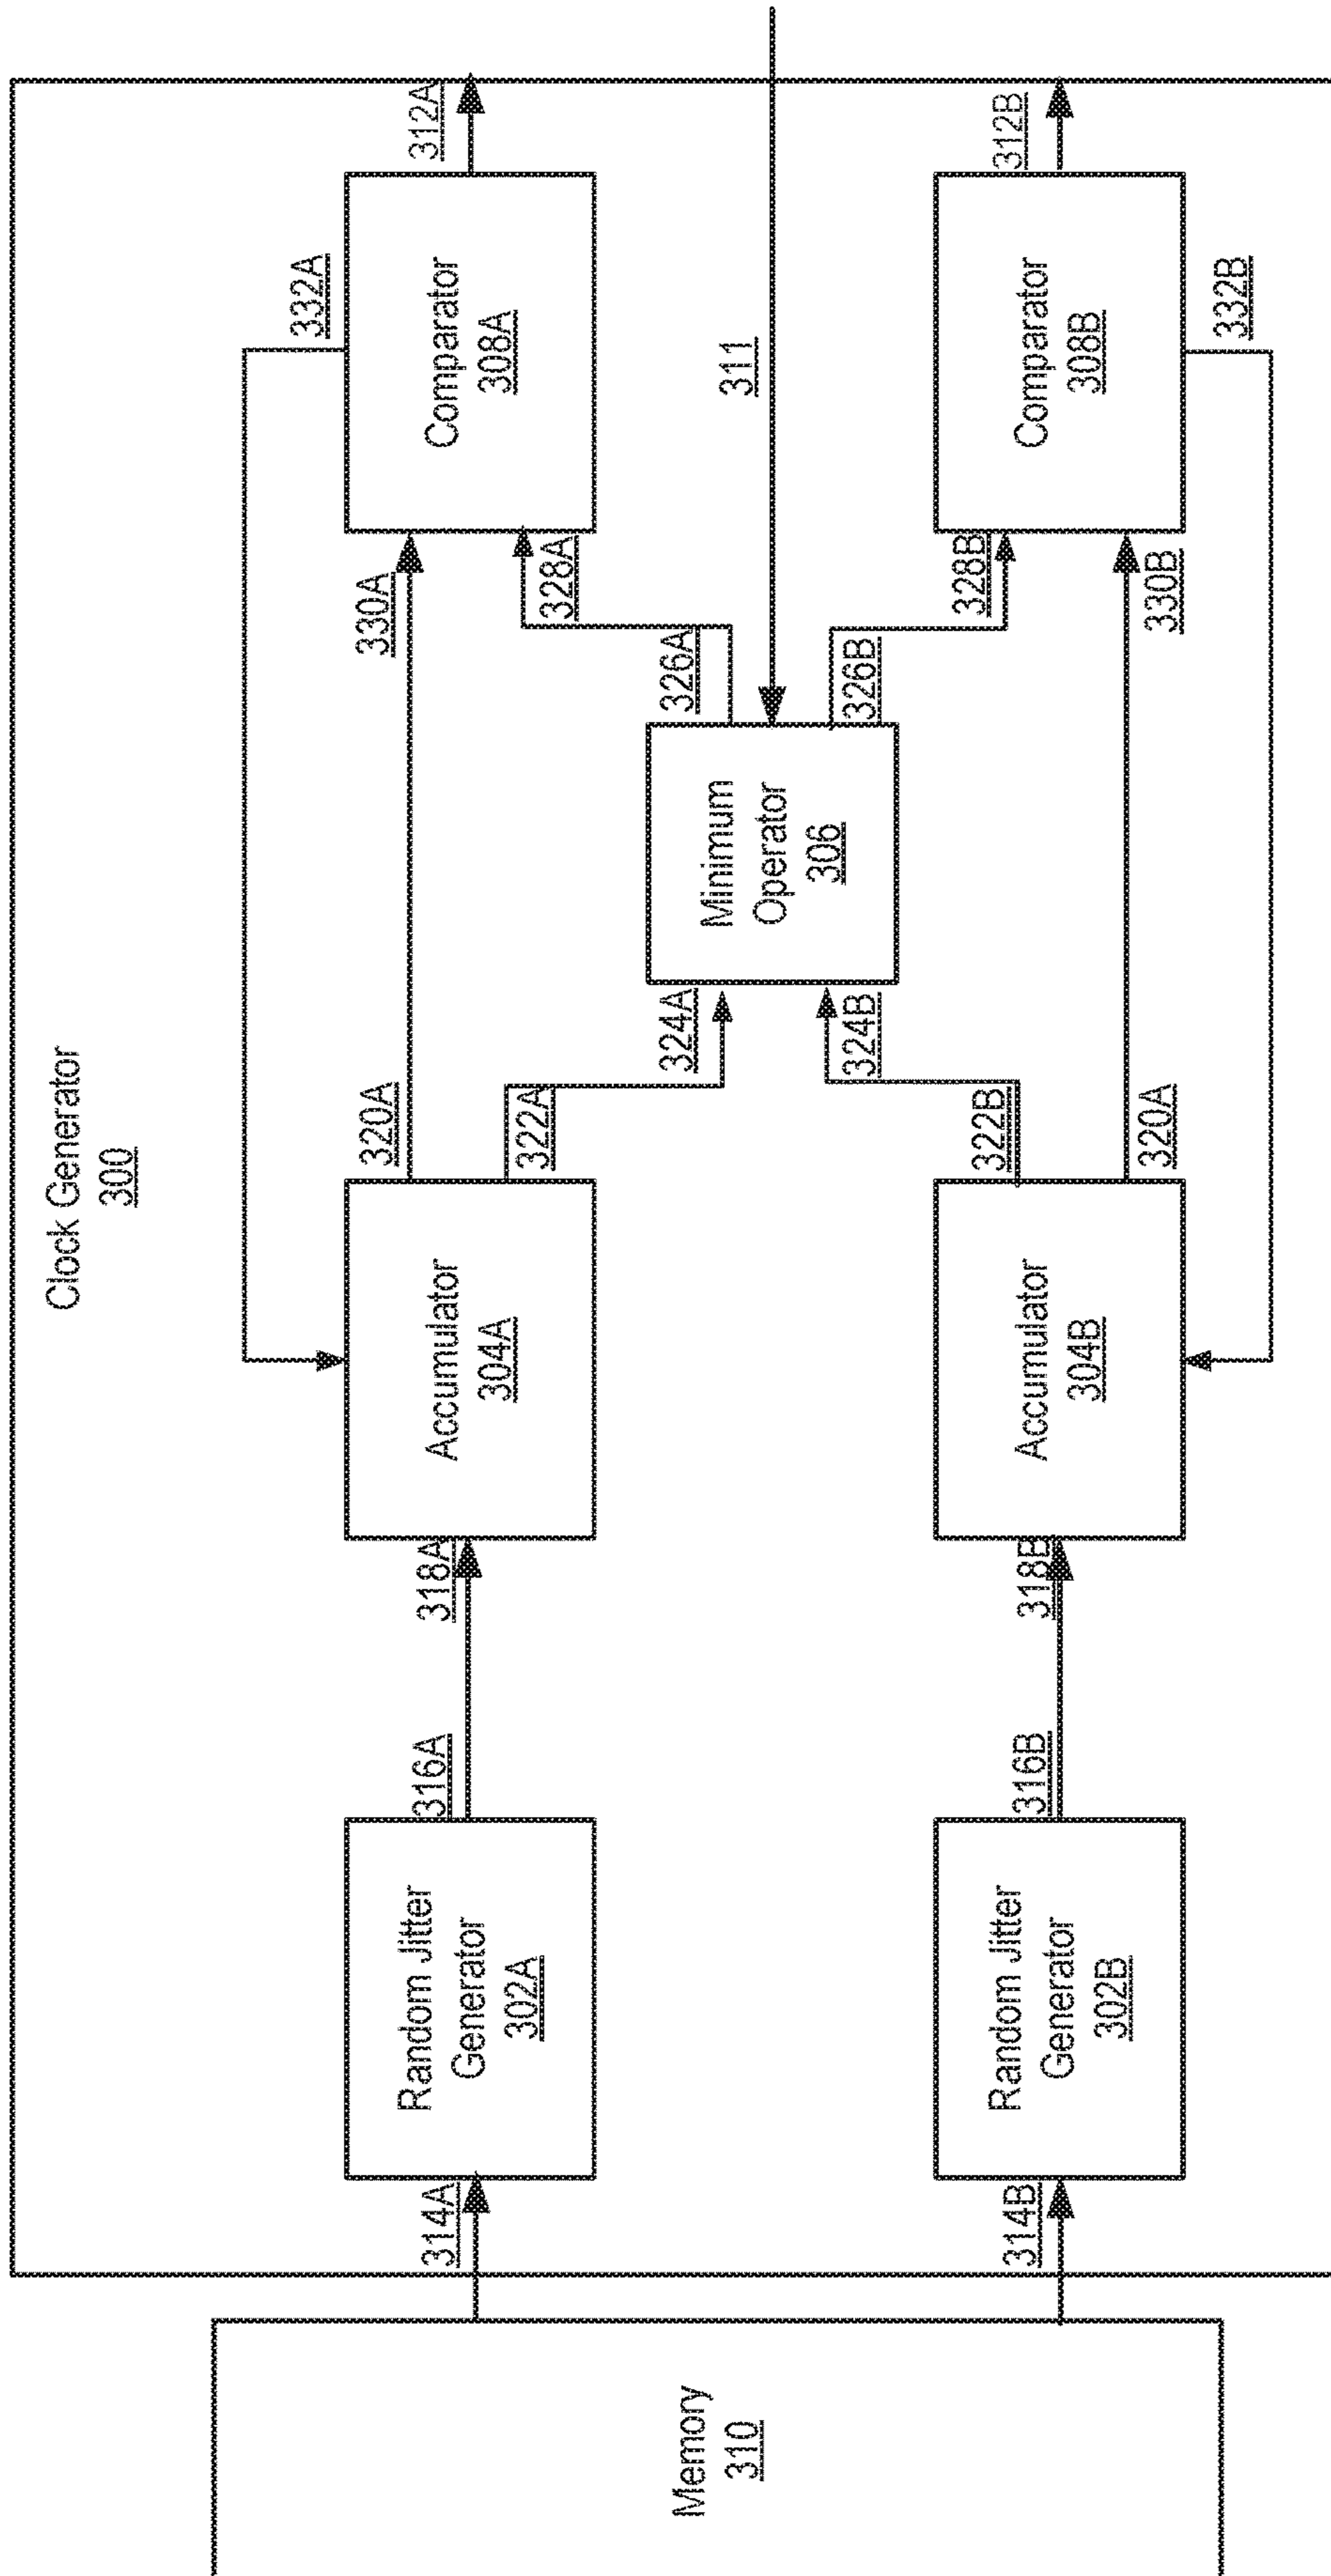 Clock Generator
300
332A
320A
330A
314A
316A
318A
312A
Random Jitter
Generator
302A
Accumulator
304A
Comparator
308A
322A
328A
324A
326A
Memory
310
Minimum
Operator
306
311
324B
326B
322B
328B
314B
316B
318B
312B
Random Jitter
Generator
302B
Accumulator
304B
Comparator
308B
320A
330B
332B